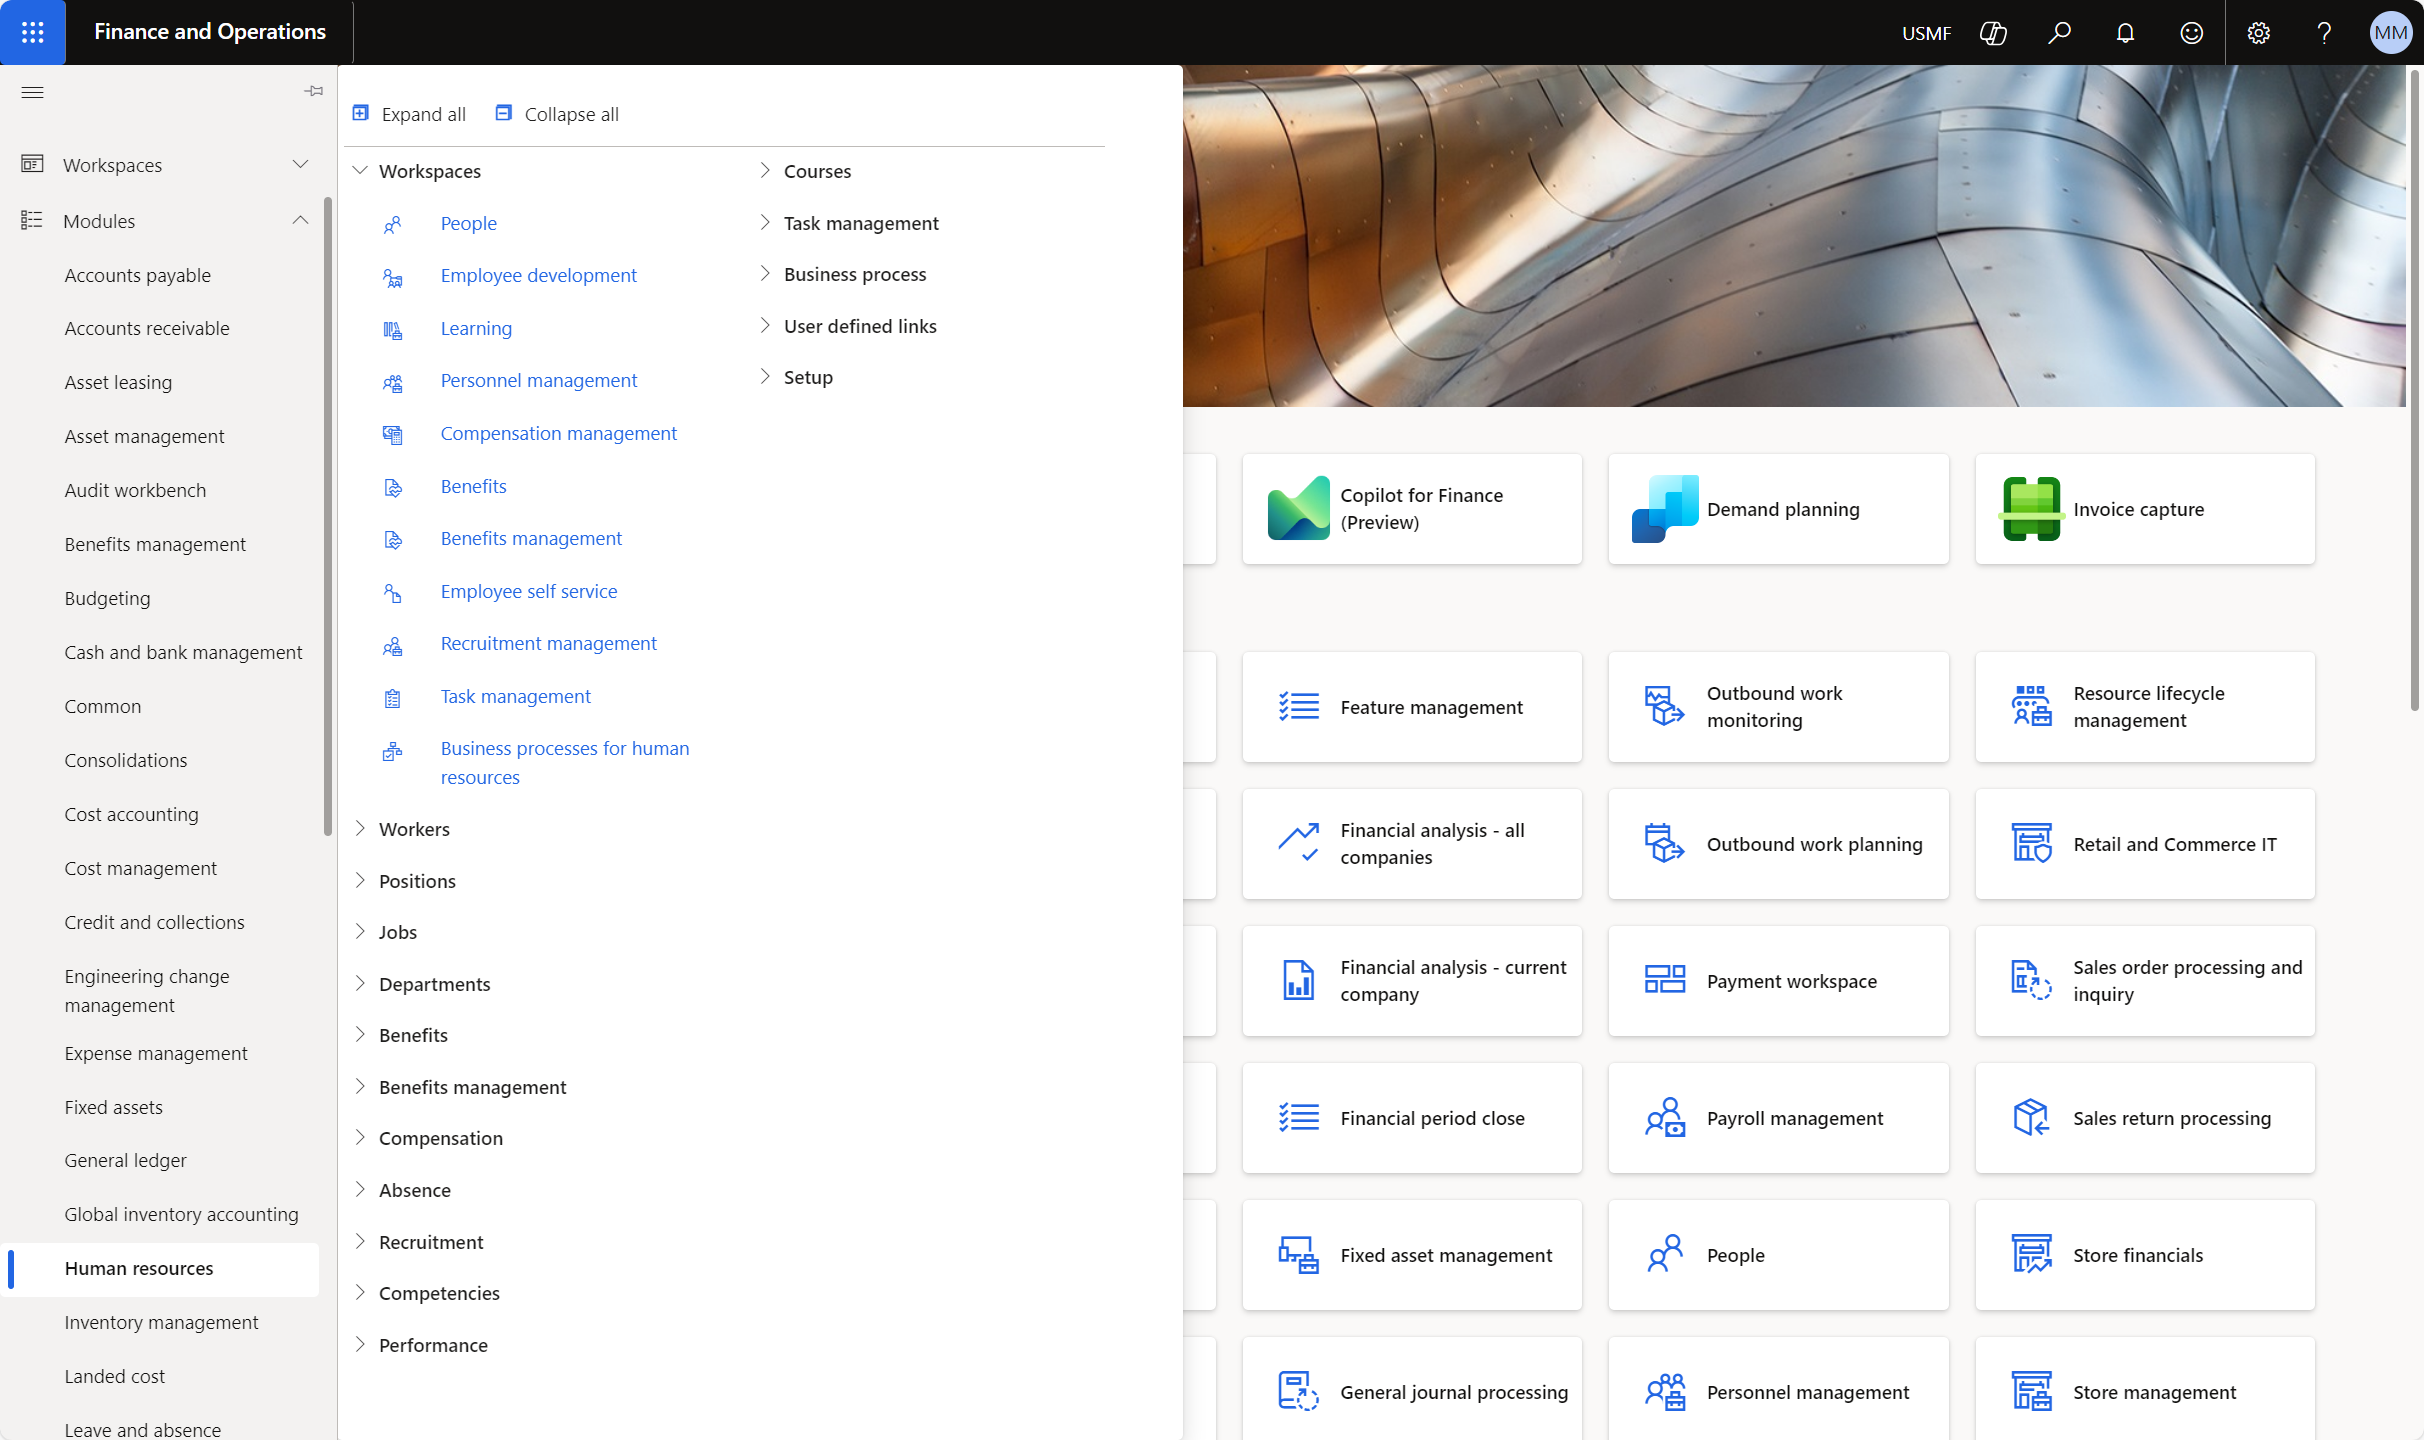 Finance and Operations
USMF
?
MM
Workspaces
Modules
Accounts payable
Accounts receivable
Asset leasing
Asset management
Audit workbench
Benefits management
Budgeting
Cash and bank management
Common
Consolidations
Cost accounting
Cost management
Credit and collections
Engineering change
management
Expense management
Fixed assets
General ledger
Global inventory accounting
Human resources
Inventory management
Landed cost
Leave and absence
Expand all
Collapse all
Workspaces
People
Employee development
Learning
Personnel management
Compensation management
Benefits
Benefits management
Employee self service
Recruitment management
Task management
Business processes for human
resources
Workers
Positions
Jobs
Departments
Benefits
Benefits management
Compensation
Absence
Recruitment
Competencies
Performance
Courses
Task management
Business process
User defined links
Setup
Copilot for Finance
(Preview)
Demand planning
Invoice capture
Feature management
Outbound work
monitoring
Resource lifecycle
management
Financial analysis - all
companies
Outbound work planning
Retail and Commerce IT
Financial analysis - current
company
Payment workspace
Sales order processing and
inquiry
Financial period close
Payroll management
Sales return processing
Fixed asset management
People
Store financials
General journal processing
Personnel management
Store management